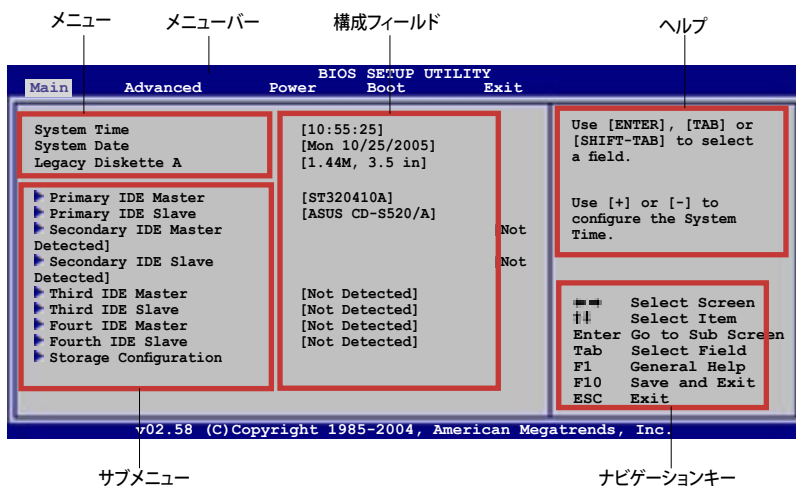 メニュー
メニューバー
構成フィールド
ヘルプ
BIOS SETUP UTILITY
Main Advanced Power Boot Exit
System Time [10:55:25]
System Date [Mon 10/25/2005]
Legacy Diskette A [1.44M, 3.5 in]
Primary IDE Master [ST320410A]
Primary IDE Slave [ASUS CD-S520/A]
Secondary IDE Master [Not
Detected]
Secondary IDE Slave [Not
Detected]
Third IDE Master [Not Detected]
Third IDE Slave [Not Detected]
Fourt IDE Master [Not Detected]
Fourth IDE Slave [Not Detected]
Storage Configuration
Use [ENTER], [TAB] or
[SHIFT-TAB] to select
a field.
Use [+] or [-] to
configure the System
Time.
Select Screen
Select Item
Enter Go to Sub Screen
Tab Select Field
F1 General Help
F10 Save and Exit
ESC Exit
v02.58 (C)Copyright 1985-2004, American Megatrends, Inc.
サブメニュー
ナビゲーションキー